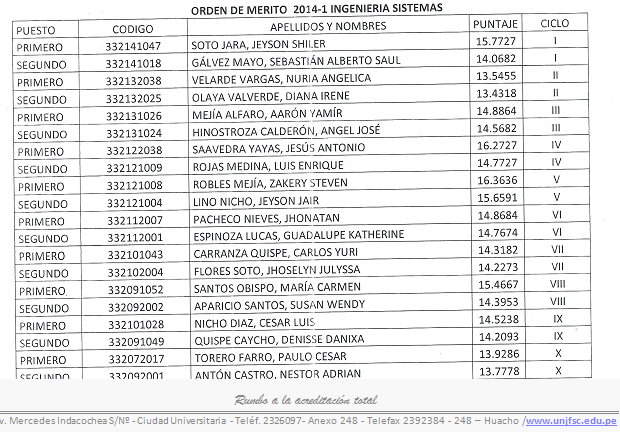 ORDEN DE MERITO 2014-1 INGENIERIA SISTEMAS
PUESTO CODIGO APELLIDOS Y NOMBRES PUNTAJE CICLO
PRIMERO 332141047 SOTO JARA, JEYSON SHILER 15.7727 I
SEGUNDO 332141018 GÁLVEZ MAYO, SEBASTIÁN ALBERTO SAUL 14.0682 I
PRIMERO 332132038 VELARDE VARGAS, NURIA ANGELICA 13.5455 II
SEGUNDO 332132025 OLAYA VALVERDE, DIANA IRENE 13.4318 II
PRIMERO 332131026 MEJÍA ALFARO, AARÓN YAMÍR 14.8864 III
SEGUNDO 332131024 HINOSTROZA CALDERÓN, ANGEL JOSÉ 14.5682 III
PRIMERO 332122038 SAAVEDRA YAYAS, JESÚS ANTONIO 16.2727 IV
SEGUNDO 332121009 ROJAS MEDINA, LUIS ENRIQUE 14.7727 IV
PRIMERO 332121008 ROBLES MEJÍA, ZAKERY STEVEN 16.3636 V
SEGUNDO 332121004 LINO NICHO, JEYSON JAIR 15.6591 V
PRIMERO 332112007 PACHECO NIEVES, JHONATAN 14.8684 VI
SEGUNDO 332112001 ESPINOZA LUCAS, GUADALUPE KATHERINE 14.7674 VI
PRIMERO 332101043 CARRANZA QUISPE, CARLOS YURI 14.3182 VII
SEGUNDO 332102004 FLORES SOTO, JHOSELYN JULYSSA 14.2273 VII
PRIMERO. 332091052 SANTOS OBISPO, MARÍA CARMEN 15.4667 VIII
SEGUNDO 332092002 APARICIO SANTOS, SUSAN WENDY 14.3953 VIII
PRIMERO 332101028 NICHO DIAZ, CESAR LUIS 14.5238 IX
SEGUNDO 332091049 QUISPE CAYCHO, DENISSE DANIXA 14.2093 IX
PRIMERO 332072017 TORERO FARRO, PAULO CESAR 13.9286 X
SEGUNDO 332092001 ANTÓN CASTRO, NESTOR ADRIAN 13.7778 X
Rumbo a la acreditación total
v. Mercedes Indacochea S/Nº - Ciudad Universitaria - Teléf. 2326097- Anexo 248 - Telefax 2392384 - 248 – Huacho /www.unjfsc.edu.pe